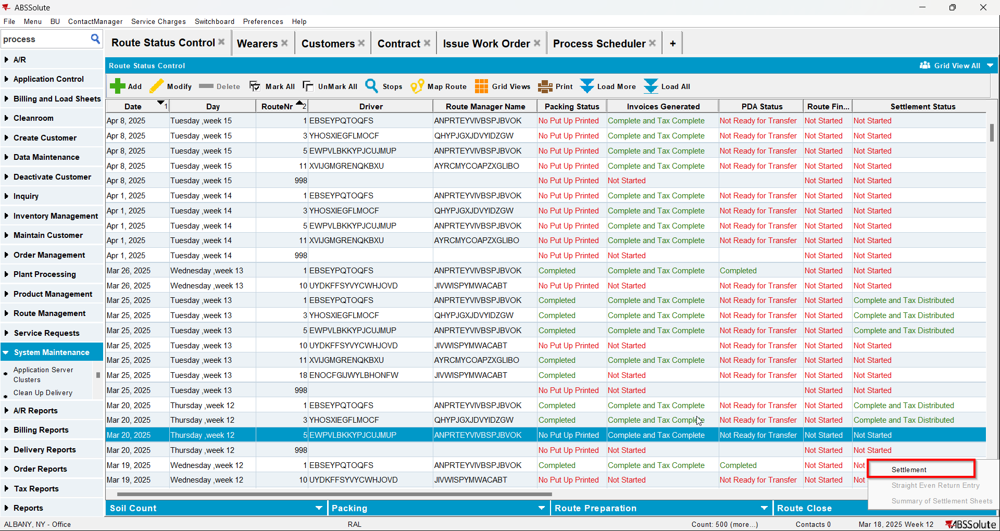 ABSSolute
File Menu BU ContactManager Service Charges Switchboard Preferences Help
process
Route Status Control Wearers Customers Contract Issue Work Order Process Scheduler +
Route Status Control Grid View All
Add Modify Delete Mark All UnMark All Stops Map Route Grid Views Print Load More Load All
A/R
Application Control
Billing and Load Sheets
Cleanroom
Create Customer
Data Maintenance
Deactivate Customer
Inquiry
Inventory Management
Maintain Customer
Order Management
Plant Processing
Product Management
Route Management
Service Requests
System Maintenance
Application Server
Clusters
Clean Up Delivery
A/R Reports
Billing Reports
Delivery Reports
Order Reports
Tax Reports
Reports
Date 1 Day RouteNr 2 Driver Route Manager Name Packing Status Invoices Generated PDA Status Route Fin... Settlement Status
Apr 8, 2025 Tuesday ,week 15 1 EBSEYPQTOQFS ANPRTEYVIVBSPJBVOK No Put Up Printed Complete and Tax Complete Not Ready for Transfer Not Started Not Started
Apr 8, 2025 Tuesday ,week 15 3 YHOSXIEGFLMOCF QHYPJGXJDVYIDZGW No Put Up Printed Complete and Tax Complete Not Ready for Transfer Not Started Not Started
Apr 8, 2025 Tuesday ,week 15 5 EWPVLBKKYPJCUJMUP ANPRTEYVIVBSPJBVOK No Put Up Printed Complete and Tax Complete Not Ready for Transfer Not Started Not Started
Apr 8, 2025 Tuesday ,week 15 11 XVIJGMGRENQKBXU AYRCMYCOAPZXGLIBO No Put Up Printed Complete and Tax Complete Not Ready for Transfer Not Started Not Started
Apr 8, 2025 Tuesday ,week 15 998 No Put Up Printed Not Started Not Started Not Started
Apr 1, 2025 Tuesday ,week 14 1 EBSEYPQTOQFS ANPRTEYVIVBSPJBVOK No Put Up Printed Complete and Tax Complete Not Ready for Transfer Not Started Not Started
Apr 1, 2025 Tuesday ,week 14 3 YHOSXIEGFLMOCF QHYPJGXJDVYIDZGW No Put Up Printed Complete and Tax Complete Not Ready for Transfer Not Started Not Started
Apr 1, 2025 Tuesday ,week 14 5 EWPVLBKKYPJCUJMUP ANPRTEYVIVBSPJBVOK No Put Up Printed Complete and Tax Complete Not Ready for Transfer Not Started Not Started
Apr 1, 2025 Tuesday ,week 14 11 XVIJGMGRENQKBXU AYRCMYCOAPZXGLIBO No Put Up Printed Complete and Tax Complete Not Ready for Transfer Not Started Not Started
Apr 1, 2025 Tuesday ,week 14 998 No Put Up Printed Not Started Not Started Not Started
Mar 26, 2025 Wednesday ,week 13 1 EBSEYPQTOQFS ANPRTEYVIVBSPJBVOK Completed Complete and Tax Complete Completed Not Started Not Started
Mar 26, 2025 Wednesday ,week 13 10 UYDKFFSYVYCWHJOVD JIVWISPYMWACABT No Put Up Printed Not Started Not Ready for Transfer Not Started Not Started
Mar 25, 2025 Tuesday ,week 13 1 EBSEYPQTOQFS ANPRTEYVIVBSPJBVOK Completed Complete and Tax Complete Not Ready for Transfer Not Started Complete and Tax Distributed
Mar 25, 2025 Tuesday ,week 13 3 YHOSXIEGFLMOCF QHYPJGXJDVYIDZGW Completed Complete and Tax Complete Not Ready for Transfer Not Started Complete and Tax Distributed
Mar 25, 2025 Tuesday ,week 13 5 EWPVLBKKYPJCUJMUP ANPRTEYVIVBSPJBVOK Completed Complete and Tax Complete Not Ready for Transfer Not Started Complete and Tax Distributed
Mar 25, 2025 Tuesday ,week 13 10 UYDKFFSYVYCWHJOVD JIVWISPYMWACABT No Put Up Printed Not Started Not Ready for Transfer Not Started Not Started
Mar 25, 2025 Tuesday ,week 13 11 XVIJGMGRENQKBXU AYRCMYCOAPZXGLIBO Completed Complete and Tax Complete Not Ready for Transfer Not Started Not Started
Mar 25, 2025 Tuesday ,week 13 18 ENOCFGIJWYLBHONFW JIVWISPYMWACABT Completed Not Started Not Ready for Transfer Not Started Not Started
Mar 25, 2025 Tuesday ,week 13 998 No Put Up Printed Not Started Not Started Not Started
Mar 20, 2025 Thursday ,week 12 1 EBSEYPQTOQFS ANPRTEYVIVBSPJBVOK Completed Complete and Tax Complete Not Ready for Transfer Not Started Complete and Tax Distributed
Mar 20, 2025 Thursday ,week 12 3 YHOSXIEGFLMOCF QHYPJGXJDVYIDZGW Completed Complete and Tax Complete Not Ready for Transfer Not Started Complete and Tax Distributed
Mar 20, 2025 Thursday ,week 12 5 EWPVLBKKYPJCUJMUP ANPRTEYVIVBSPJBVOK No Put Up Printed Complete and Tax Complete Not Ready for Transfer Not Started Not Started
Mar 20, 2025 Thursday ,week 12 998 No Put Up Printed Not Started Not Started Not Started
Mar 19, 2025 Wednesday ,week 12 1 EBSEYPQTOQFS ANPRTEYVIVBSPJBVOK Completed Complete and Tax Complete Completed Not Started Not
Mar 19, 2025 Wednesday ,week 12 10 UYDKFFSYVYCWHJOVD JIVWISPYMWACABT No Put Up Printed Not Started Not Ready for Transfer Not Started Not
Settlement
Straight Even Return Entry
Summary of Settlement Sheets
Soil Count Packing Route Preparation Route Close
ALBANY, NY - Office RAL Count: 500 (more...) Contacts 0 Mar 18, 2025 Week 12 ABSSolute